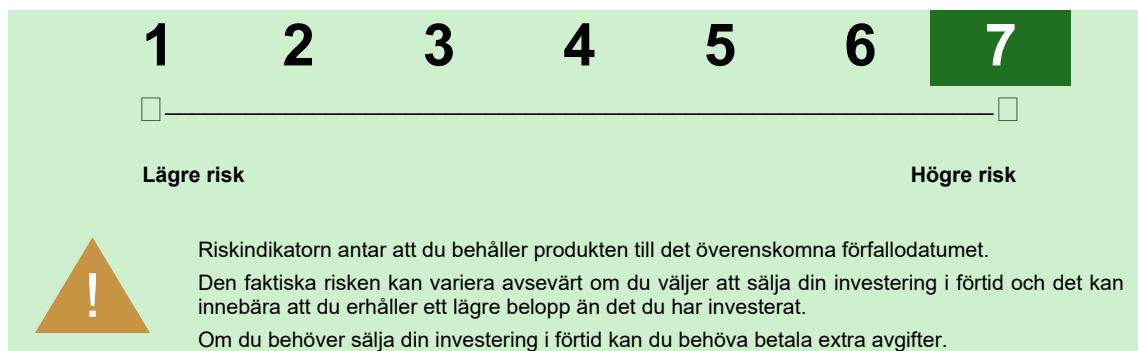 1 2 3 4 5 6 7
Lägre risk Högre risk
!
Riskindikatorn antar att du behåller produkten till det överenskomna förfallodatumet.
Den faktiska risken kan variera avsevärt om du väljer att sälja din investering i förtid och det kan
innebära att du erhåller ett lägre belopp än det du har investerat.
Om du behöver sälja din investering i förtid kan du behöva betala extra avgifter.